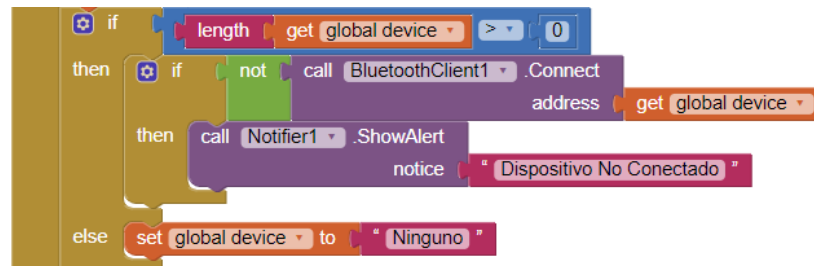 if length get global device > 0
then if not call BluetoothClient1 .Connect
address get global device
then call Notifier1 .ShowAlert
notice " Dispositivo No Conectado "
else set global device to " Ninguno "